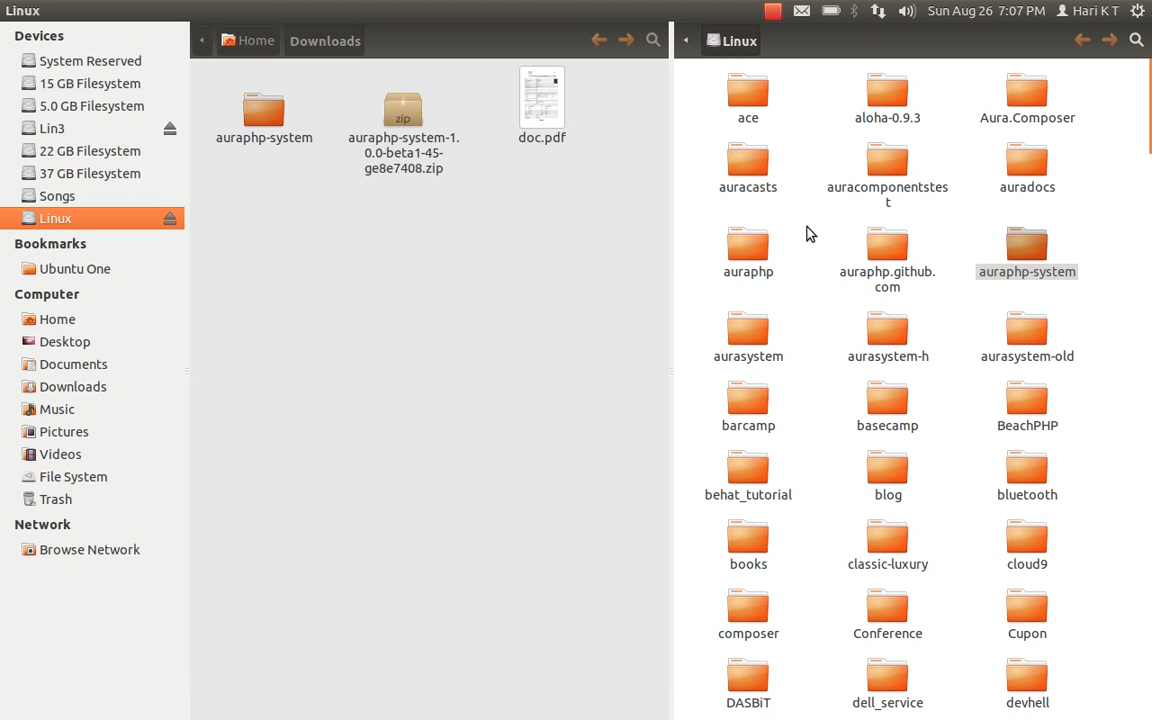 Linux
Sun Aug 26 7:07 PM
Hari K T
Devices
System Reserved
15 GB Filesystem
5.0 GB Filesystem
Lin3
22 GB Filesystem
37 GB Filesystem
Songs
Linux
Bookmarks
Ubuntu One
Computer
Home
Desktop
Documents
Downloads
Music
Pictures
Videos
File System
Trash
Network
Browse Network
Home
Downloads
auraphp-system
zip
auraphp-system-1.
0.0-beta1-45-
ge8e7408.zip
doc.pdf
Linux
ace
aloha-0.9.3
Aura.Composer
auracasts
auracomponentstes
t
auradocs
auraphp
auraphp.github.
com
auraphp-system
aurasystem
aurasystem-h
aurasystem-old
barcamp
basecamp
BeachPHP
behat_tutorial
blog
bluetooth
books
classic-luxury
cloud9
composer
Conference
Cupon
DASBiT
dell_service
devhell